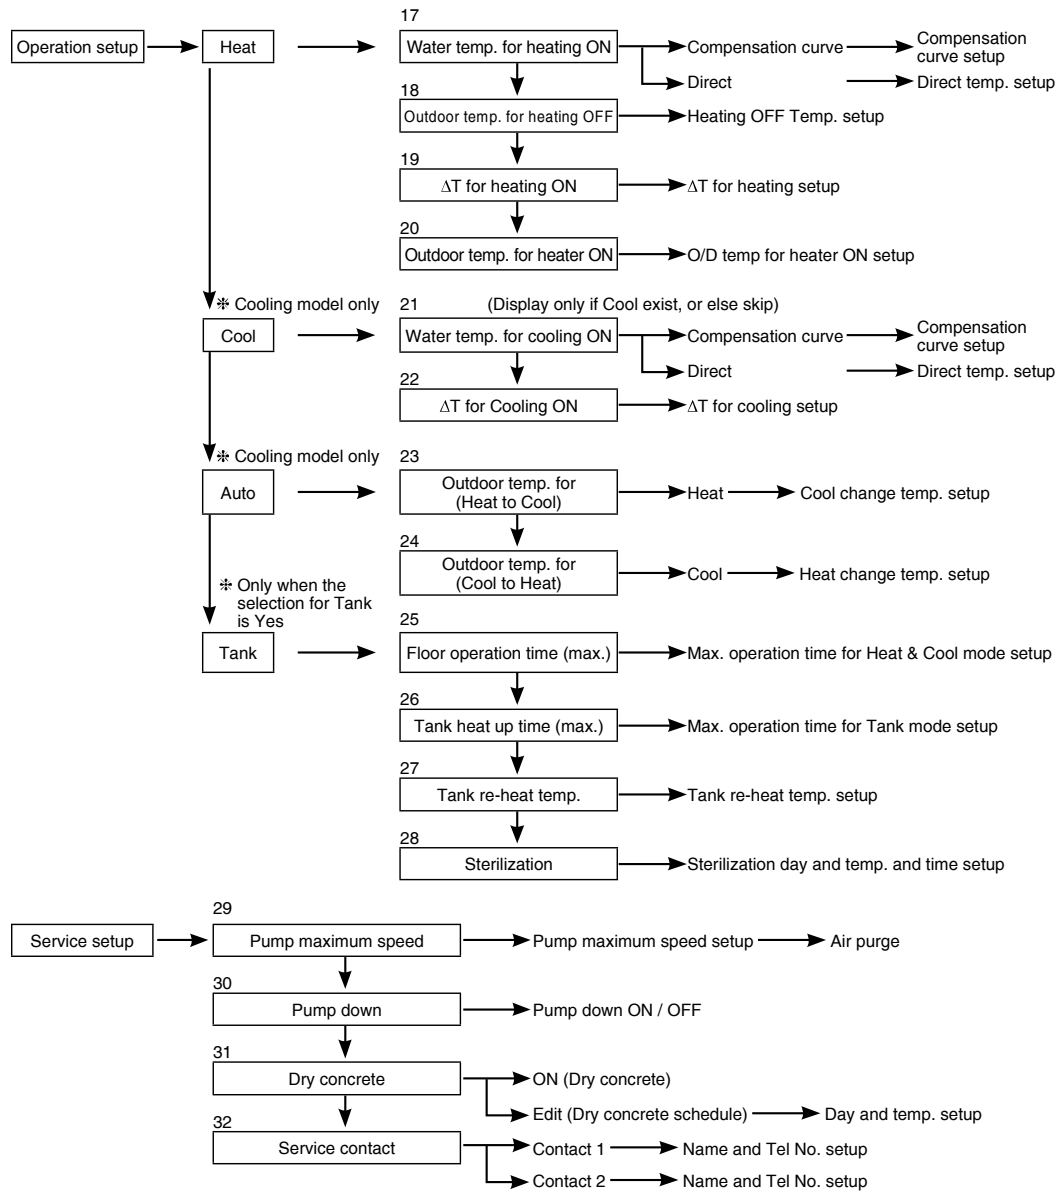 17
Operation setup
Heat
Water temp. for heating ON
Compensation curve
Compensation
curve setup
Direct
Direct temp. setup
18
Outdoor temp. for heating OFF
Heating OFF Temp. setup
19
ΔT for heating ON
ΔT for heating setup
20
Outdoor temp. for heater ON
O/D temp for heater ON setup
❈ Cooling model only
21
(Display only if Cool exist, or else skip)
Cool
Water temp. for cooling ON
Compensation curve
Compensation
curve setup
Direct
Direct temp. setup
22
ΔT for Cooling ON
ΔT for cooling setup
❈ Cooling model only
23
Auto
Outdoor temp. for
(Heat to Cool)
Heat
Cool change temp. setup
24
Outdoor temp. for
(Cool to Heat)
Cool
Heat change temp. setup
❈ Only when the
selection for Tank
is Yes
25
Tank
Floor operation time (max.)
Max. operation time for Heat & Cool mode setup
26
Tank heat up time (max.)
Max. operation time for Tank mode setup
27
Tank re-heat temp.
Tank re-heat temp. setup
28
Sterilization
Sterilization day and temp. and time setup
29
Service setup
Pump maximum speed
Pump maximum speed setup
Air purge
30
Pump down
Pump down ON / OFF
31
Dry concrete
ON (Dry concrete)
Edit (Dry concrete schedule)
Day and temp. setup
32
Service contact
Contact 1
Name and Tel No. setup
Contact 2
Name and Tel No. setup